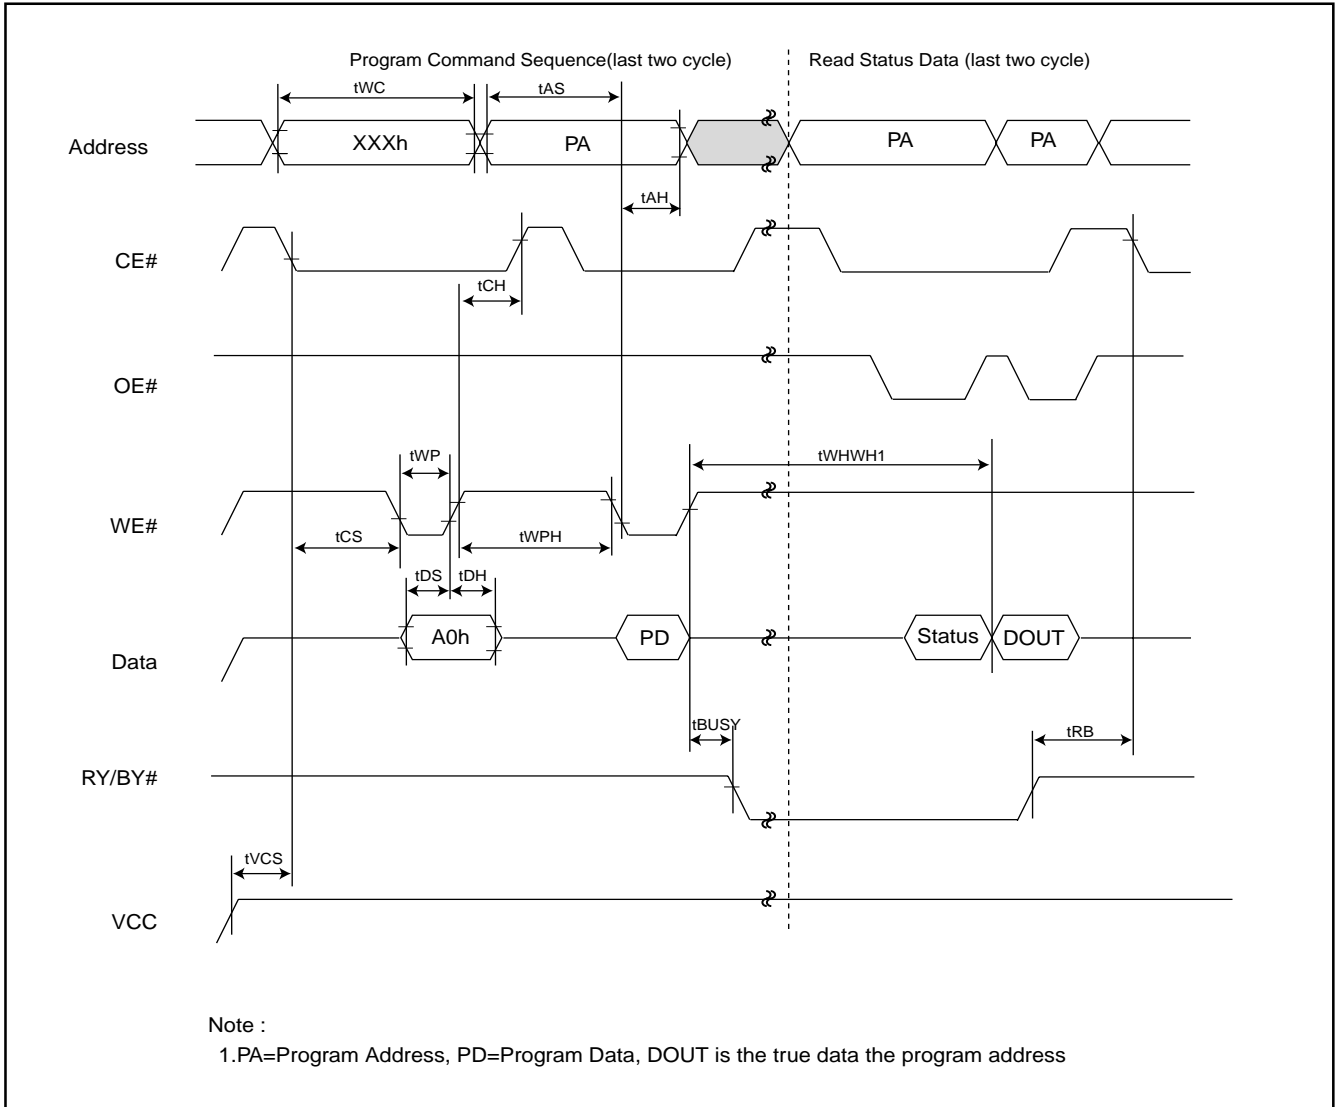 Program Command Sequence(last two cycle) Read Status Data (last two cycle)
tWC tAS
Address XXXh PA PA PA
tAH
CE#
tCH
OE#
tWP tWHWH1
WE#
tCS tWPH
tDS tDH
A0h PD Status DOUT
Data
tBUSY tRB
RY/BY#
tVCS
VCC
Note :
1.PA=Program Address, PD=Program Data, DOUT is the true data the program address